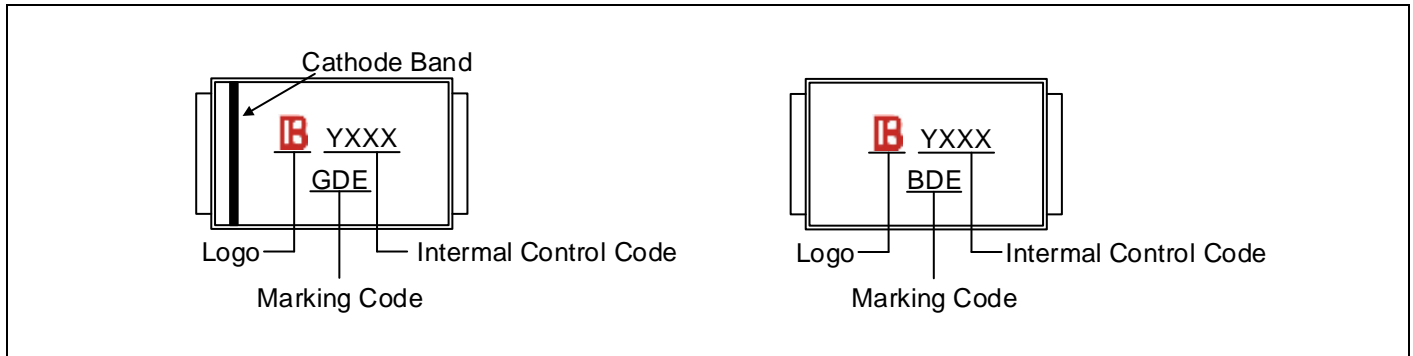 Cathode Band
B YXXX
GDE
Logo Intermal Control Code
Marking Code
B YXXX
BDE
Logo Intermal Control Code
Marking Code